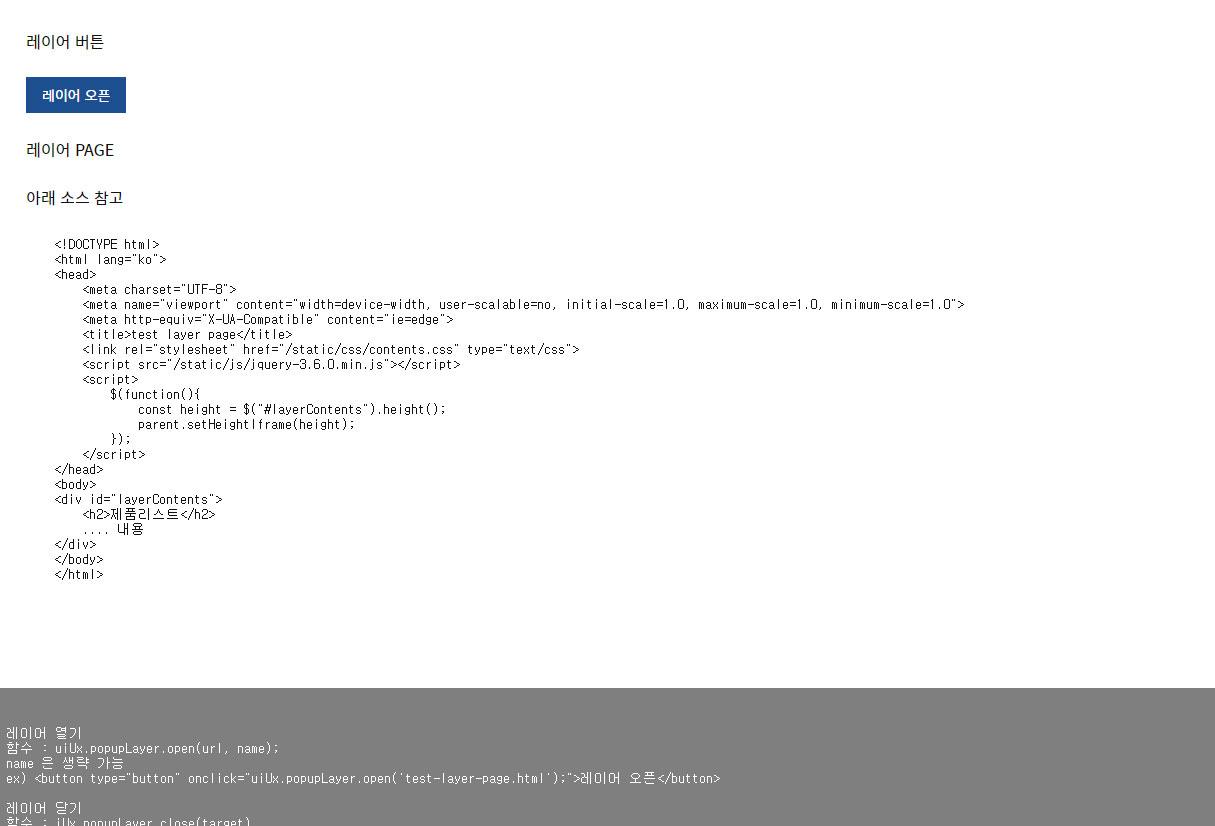 레이어 버튼
레이어 오픈
레이어 PAGE
아래 소스 참고
<!DOCTYPE html>
<html lang="ko">
<head>
    <meta charset="UTF-8">
    <meta name="viewport" content="width=device-width, user-scalable=no, initial-scale=1.0, maximum-scale=1.0, minimum-scale=1.0">
    <meta http-equiv="X-UA-Compatible" content="ie=edge">
    <title>test layer page</title>
    <link rel="stylesheet" href="/static/css/contents.css" type="text/css">
    <script src="/static/js/jquery-3.6.0.min.js"></script>
    <script>
        $(function(){
            const height = $("#layerContents").height();
            parent.setHeightIframe(height);
        });
    </script>
</head>
<body>
<div id="layerContents">
    <h2>제품리스트</h2>
    .... 내용
</div>
</body>
</html>
레이어 열기
함수 : uiUx.popupLayer.open(url, name);
name 은 생략 가능
ex) <button type="button" onclick="uiUx.popupLayer.open('test-layer-page.html');">레이어 오픈</button>
레이어 닫기
함수 : iUx.popupLayer.close(target)